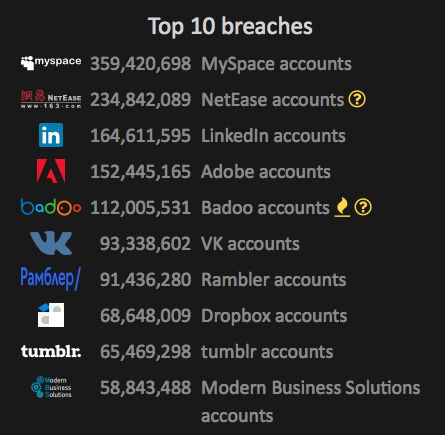 Top 10 breaches
myspace 359,420,698 MySpace accounts
網易 NETEASE
www·163·com 234,842,089 NetEase accounts ?
in 164,611,595 LinkedIn accounts
152,445,165 Adobe accounts
badoo 112,005,531 Badoo accounts ?
93,338,602 VK accounts
Рамблер/ 91,436,280 Rambler accounts
68,648,009 Dropbox accounts
tumblr. 65,469,298 tumblr accounts
Modern
Business
Solutions 58,843,488 Modern Business Solutions
accounts